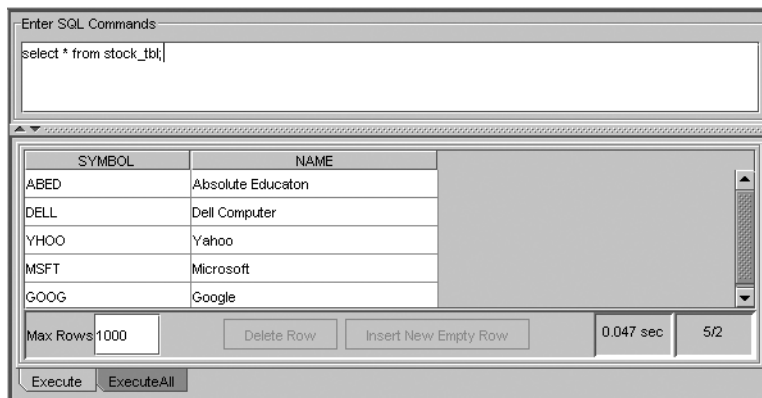 Enter SQL Commands
select * from stock_tbl;
SYMBOL NAME
ABED Absolute Educaton
DELL Dell Computer
YHOO Yahoo
MSFT Microsoft
GOOG Google
Max Rows 1000 Delete Row Insert New Empty Row 0.047 sec 5/2
Execute ExecuteAll